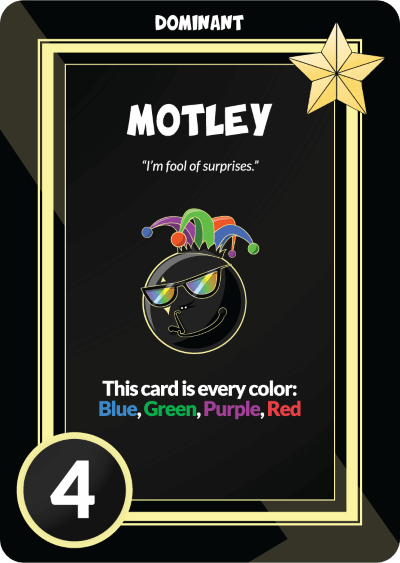 DOMINANT
MOTLEY
“I’m fool of surprises.”
This card is every color:
Blue, Green, Purple, Red
4